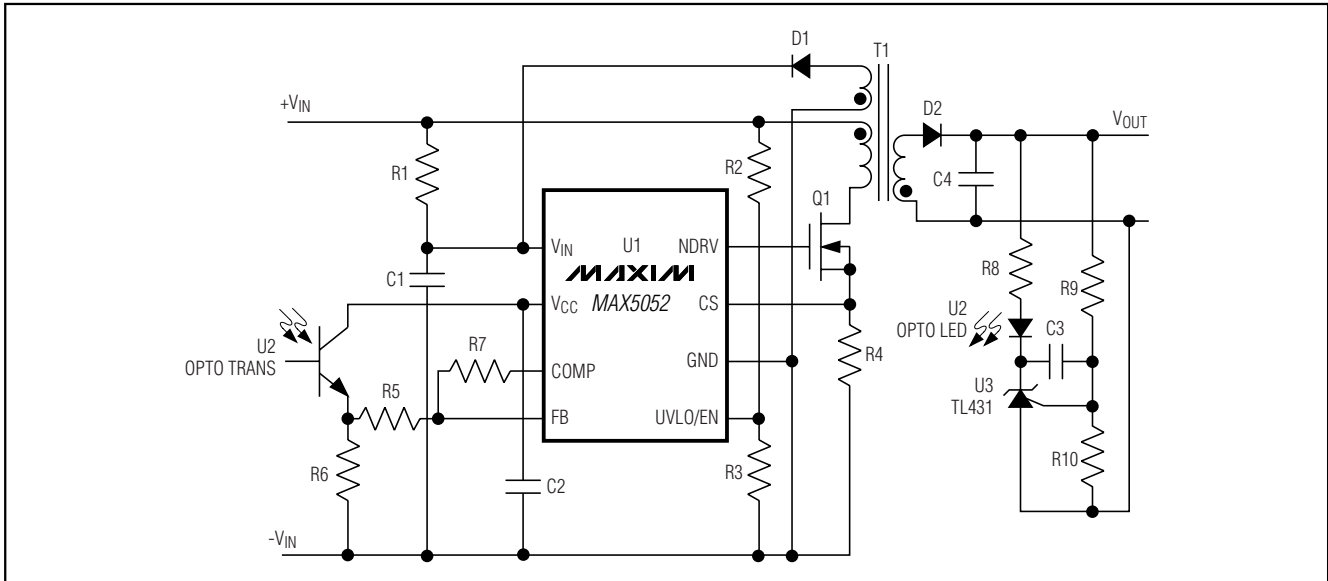 D1
T1
+VIN
D2
VOUT
R1
R2
C4
Q1
VIN
U1
NDRV
MAXIM
R8
R9
C1
MAX5052
VCC
CS
U2
OPTO LED
C3
U2
OPTO TRANS
R7
R4
GND
COMP
R5
U3
TL431
FB
UVLO/EN
R6
R3
R10
C2
-VIN